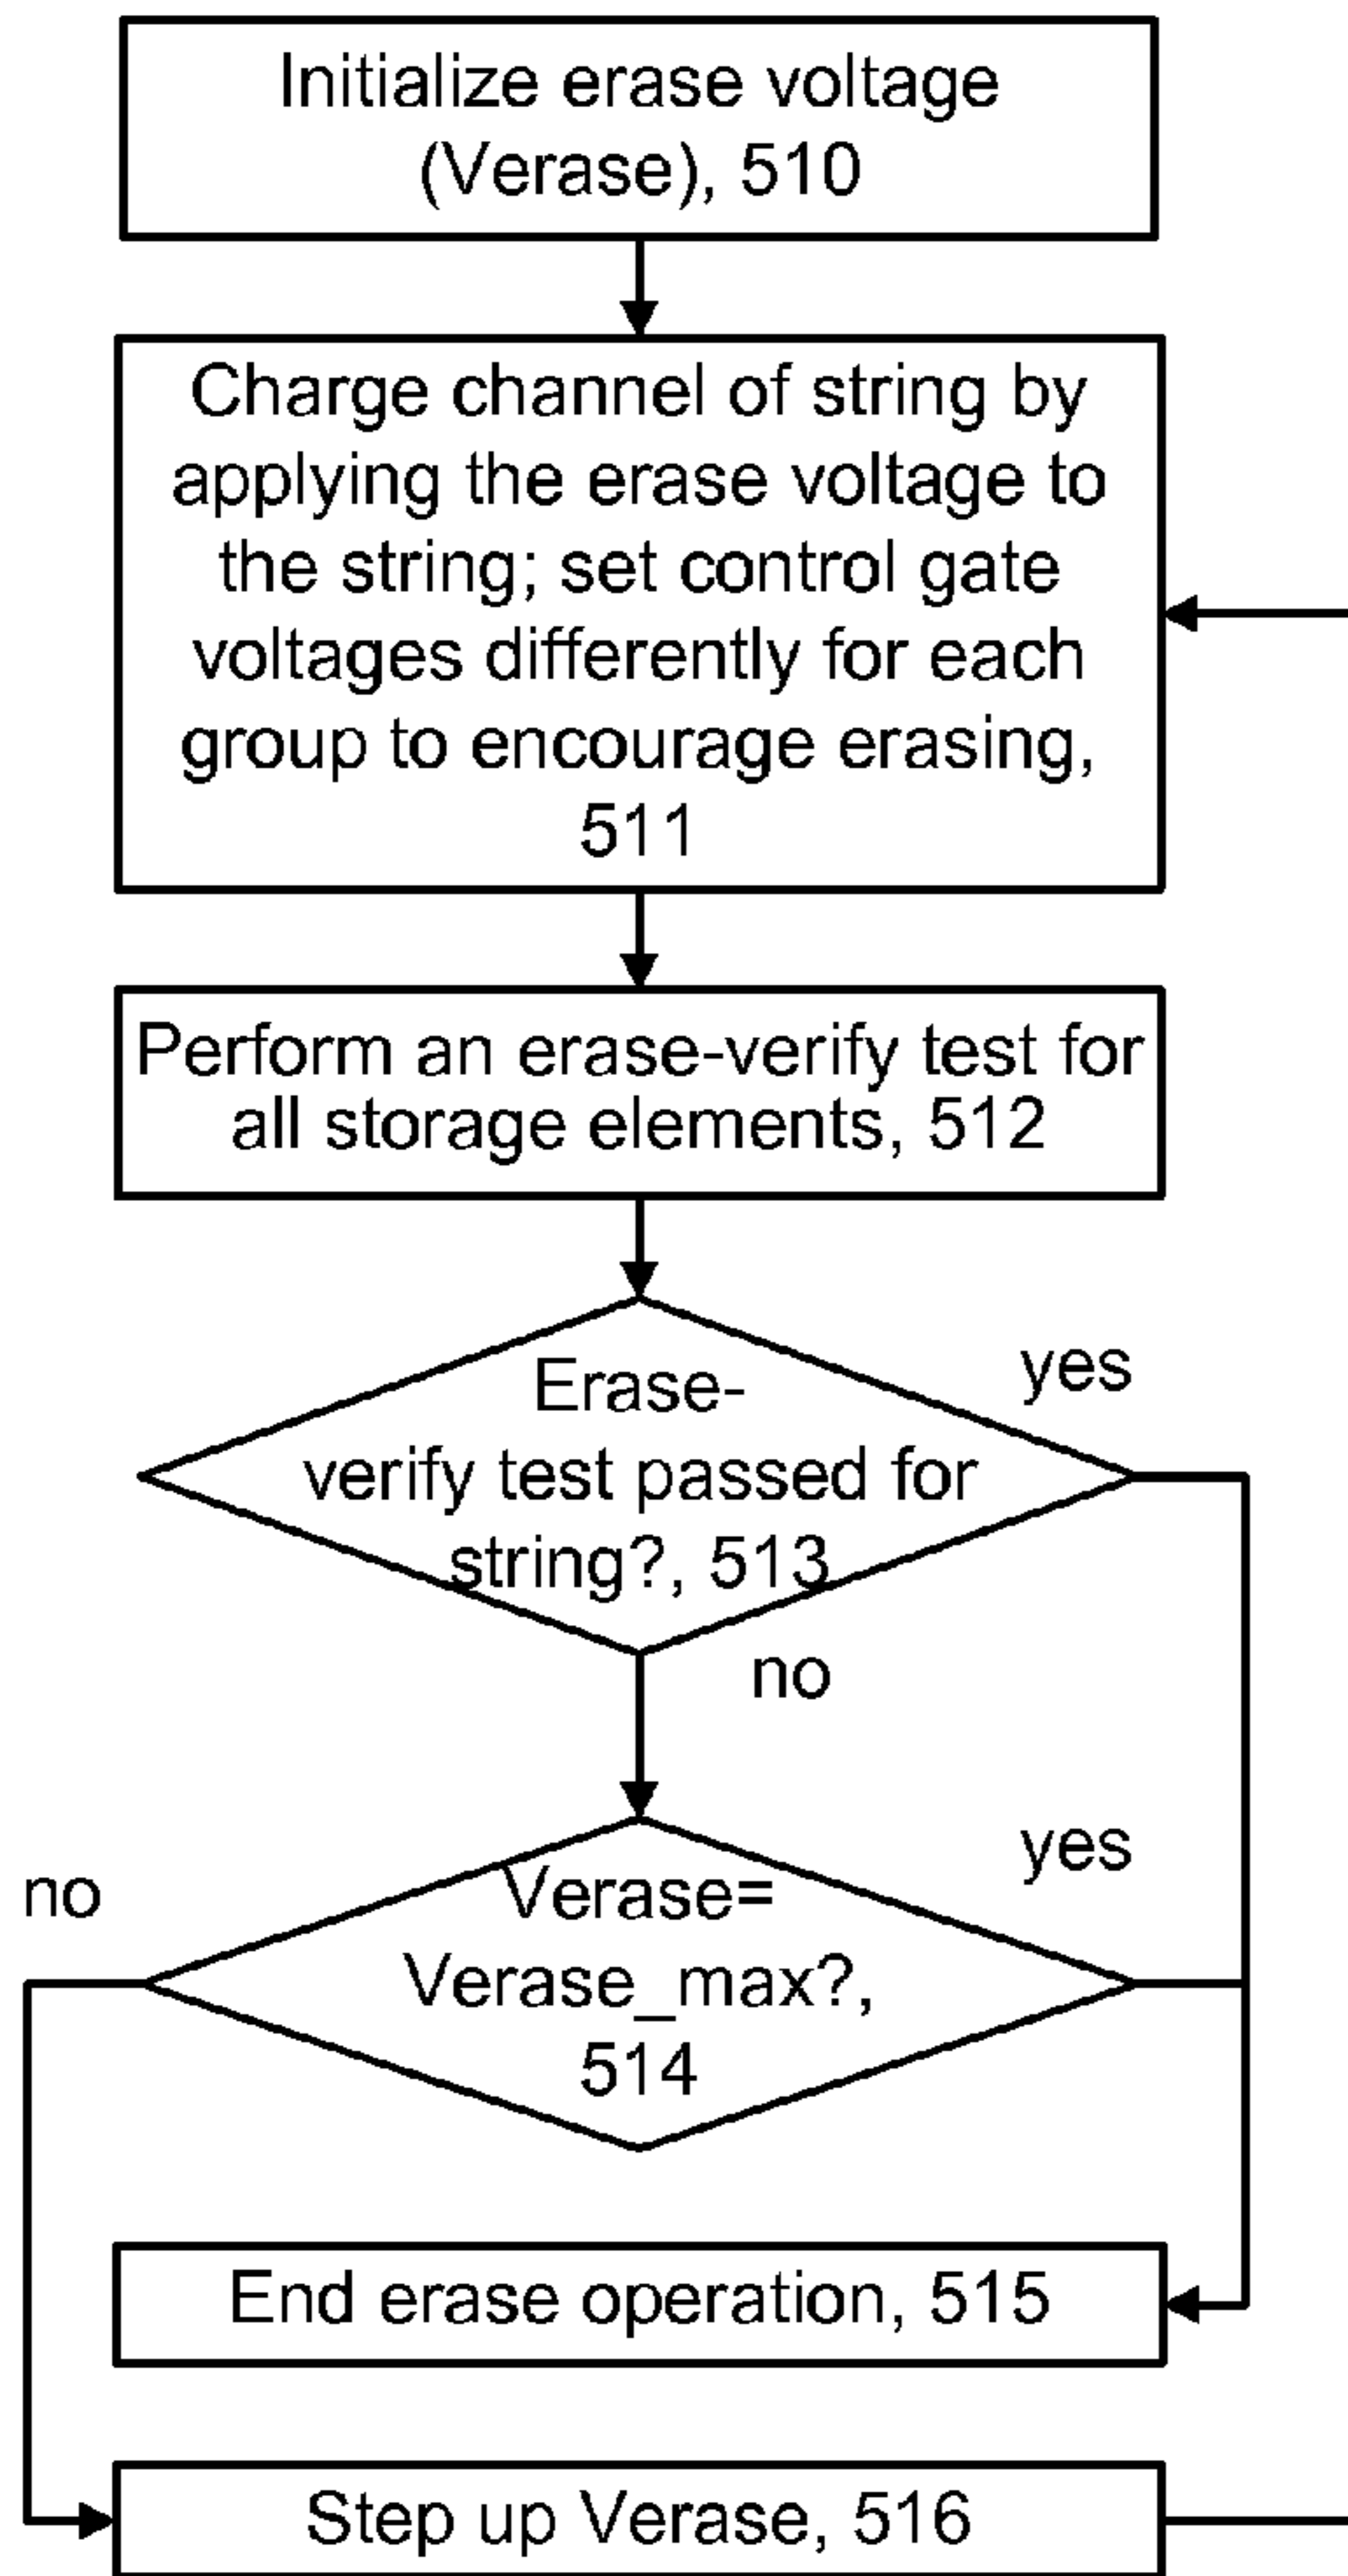 Initialize erase voltage
(Verase), 510
Charge channel of string by
applying the erase voltage to
the string; set control gate
voltages differently for each
group to encourage erasing,
511
Perform an erase-verify test for
all storage elements, 512
Erase-
verify test passed for
string?, 513
yes
no
Verase=
Verase_max?,
514
yes
no
End erase operation, 515
Step up Verase, 516